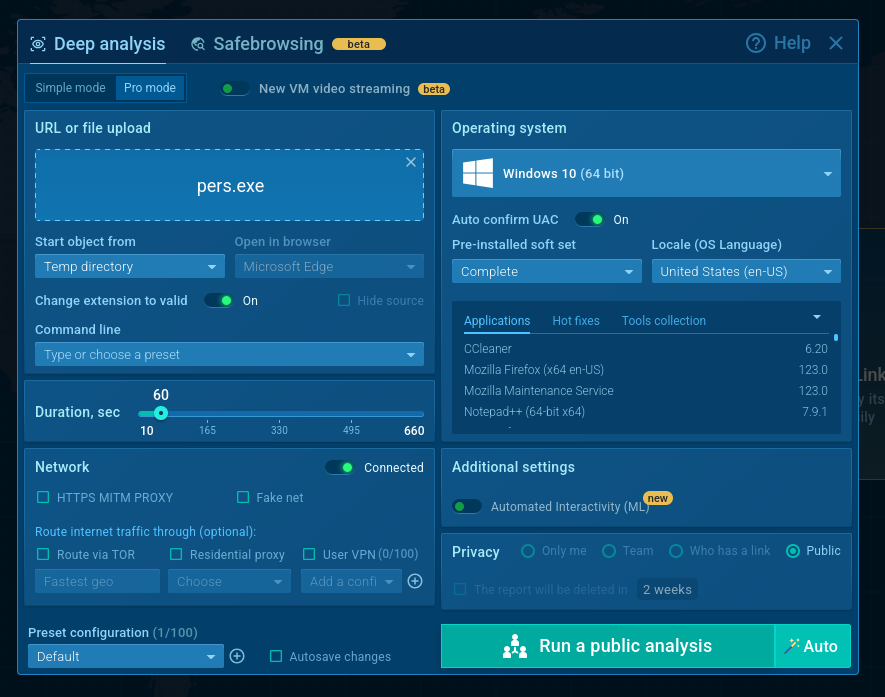 Deep analysis
Safebrowsing beta
Help
Simple mode
Pro mode
New VM video streaming beta
URL or file upload
pers.exe
Start object from
Open in browser
Temp directory
Microsoft Edge
Change extension to valid
On
Hide source
Command line
Type or choose a preset
60
Duration, sec
10
165
330
495
660
Network
Connected
HTTPS MITM PROXY
Fake net
Route internet traffic through (optional):
Route via TOR
Residential proxy
User VPN (0/100)
Fastest geo
Choose
Add a confi
Preset configuration (1/100)
Default
Autosave changes
Operating system
Windows 10 (64 bit)
Auto confirm UAC
On
Pre-installed soft set
Locale (OS Language)
Complete
United States (en-US)
Applications
Hot fixes
Tools collection
CCleaner 6.20
Mozilla Firefox (x64 en-US) 123.0
Mozilla Maintenance Service 123.0
Notepad++ (64-bit x64) 7.9.1
Additional settings
Automated Interactivity (ML) new
Privacy
Only me
Team
Who has a link
Public
The report will be deleted in 2 weeks
Run a public analysis
Auto